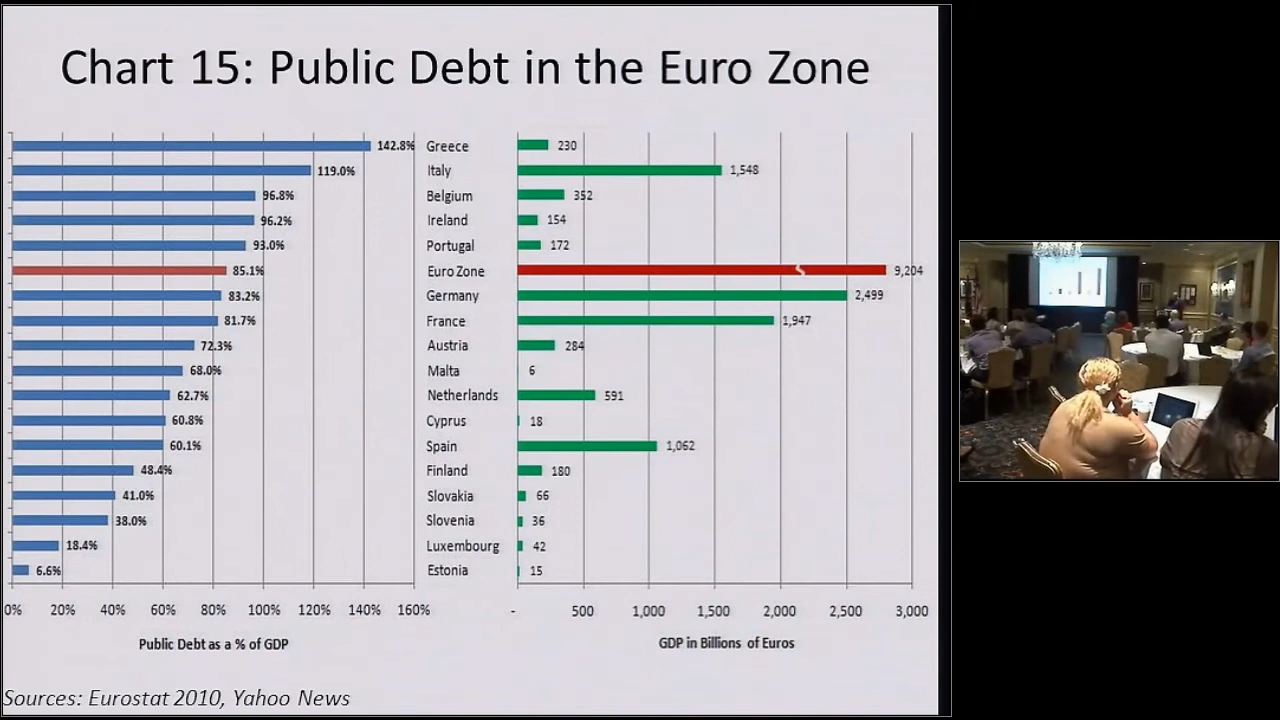 Chart 15: Public Debt in the Euro Zone
142.8% Greece 230
119.0% Italy 1,548
96.8% Belgium 352
96.2% Ireland 154
93.0% Portugal 172
85.1% Euro Zone 9,204
83.2% Germany 2,499
81.7% France 1,947
72.3% Austria 284
68.0% Malta 6
62.7% Netherlands 591
60.8% Cyprus 18
60.1% Spain 1,062
48.4% Finland 180
41.0% Slovakia 66
38.0% Slovenia 36
18.4% Luxembourg 42
6.6% Estonia 15
0% 20% 40% 60% 80% 100% 120% 140% 160% - 500 1,000 1,500 2,000 2,500 3,000
Public Debt as a % of GDP GDP in Billions of Euros
Sources: Eurostat 2010, Yahoo News